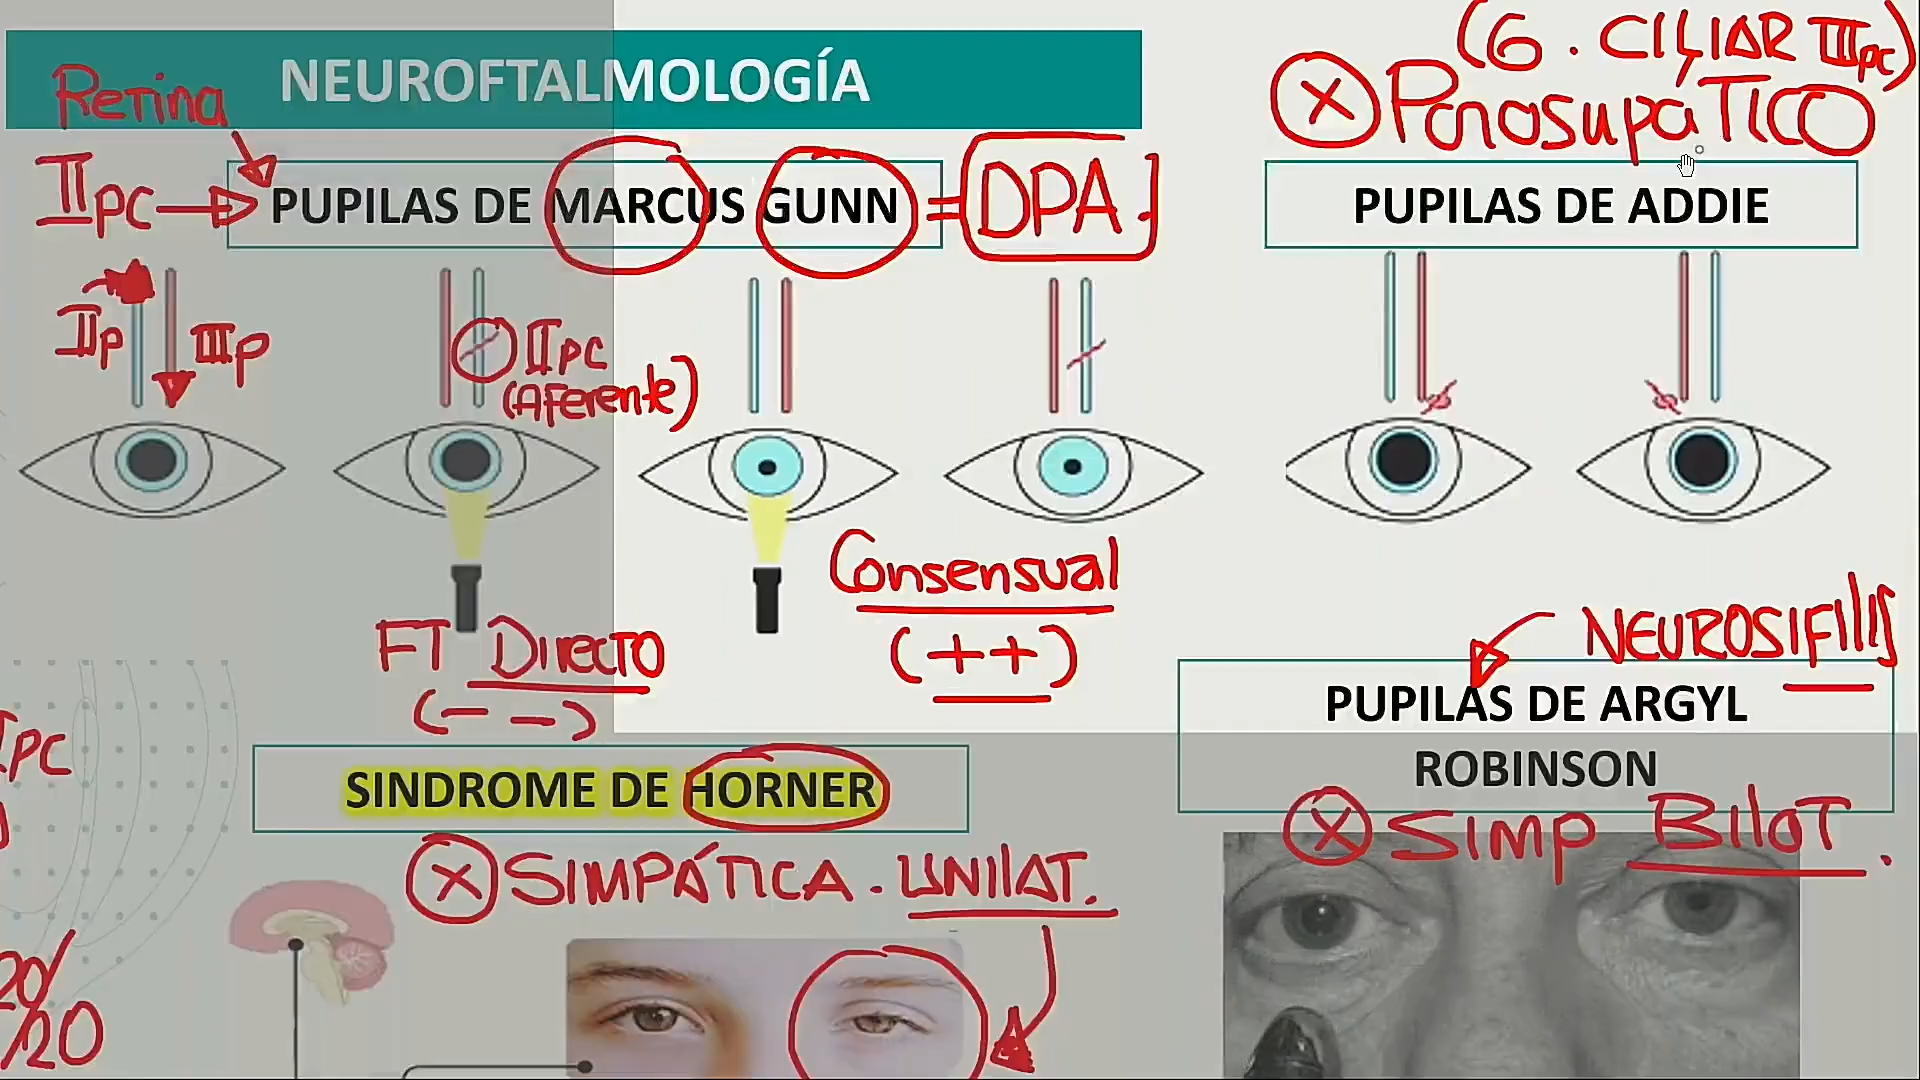 NEUROFTALMOLOGÍA
Retina
IIpc
PUPILAS DE MARCUS GUNN
= DPA
IIp
IIIp
IIpc
(AFerente)
Consensual
(++)
FT Directo
(- -)
(G. CILIAR IIIpc)
X Parasimpático
PUPILAS DE ADDIE
NEUROSIFILIS
PUPILAS DE ARGYL
ROBINSON
X SIMP BILAT.
SINDROME DE HORNER
X SIMPÁTICA. UNILAT.
20/
20